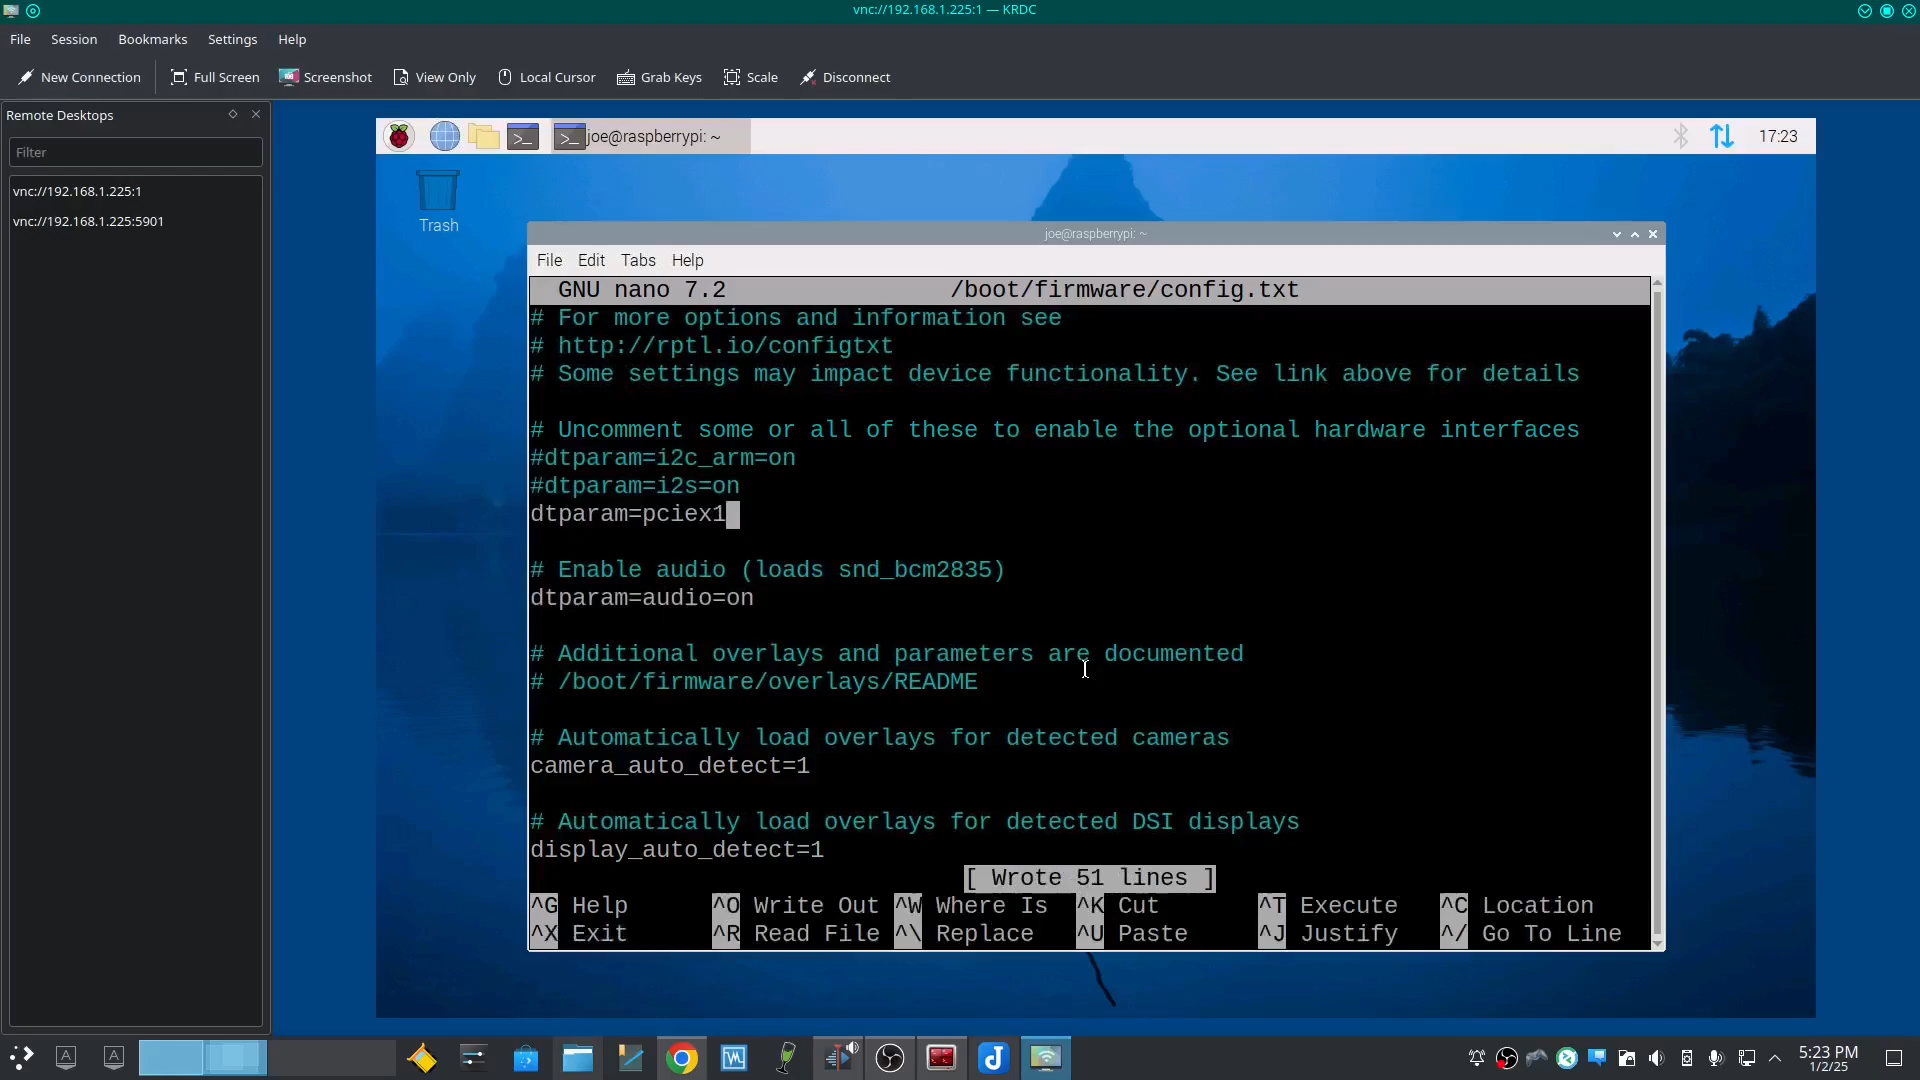 vnc://192.168.1.225:1 — KRDC
File Session Bookmarks Settings Help
New Connection Full Screen Screenshot View Only Local Cursor Grab Keys Scale Disconnect
Remote Desktops
Filter
vnc://192.168.1.225:1
vnc://192.168.1.225:5901
joe@raspberrypi: ~
17:23
Trash
joe@raspberrypi: ~
File Edit Tabs Help
GNU nano 7.2 /boot/firmware/config.txt
# For more options and information see
# http://rptl.io/configtxt
# Some settings may impact device functionality. See link above for details
# Uncomment some or all of these to enable the optional hardware interfaces
#dtparam=i2c_arm=on
#dtparam=i2s=on
dtparam=pciex1
# Enable audio (loads snd_bcm2835)
dtparam=audio=on
# Additional overlays and parameters are documented
# /boot/firmware/overlays/README
# Automatically load overlays for detected cameras
camera_auto_detect=1
# Automatically load overlays for detected DSI displays
display_auto_detect=1
[ Wrote 51 lines ]
^G Help ^O Write Out ^W Where Is ^K Cut ^T Execute ^C Location
^X Exit ^R Read File ^\ Replace ^U Paste ^J Justify ^/ Go To Line
5:23 PM
1/2/25